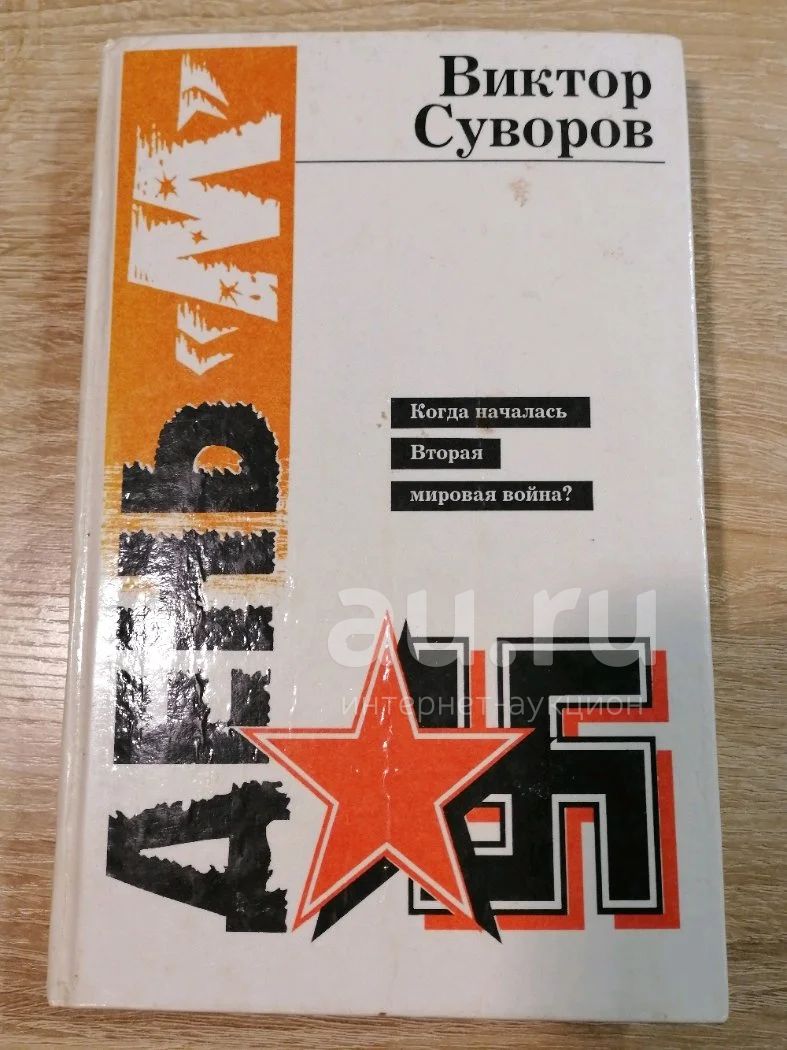 Виктор
Суворов
ДЕНЬ «М»
Когда началась
Вторая
мировая война?
au.ru
интернет-аукцион